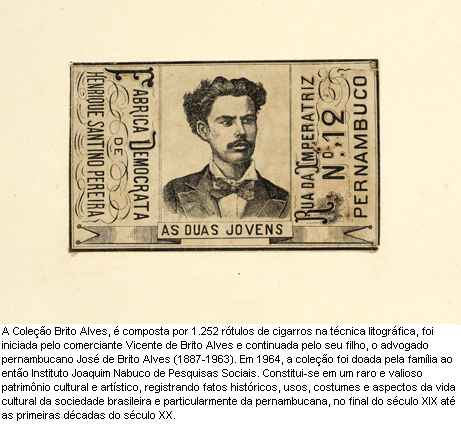 FABRICA DEMOCRATA
DE
HENRIQUE SANTINO PEREIRA
RUA DA IMPERATRIZ
Nº 12
PERNAMBUCO
AS DUAS JOVENS
A Coleção Brito Alves, é composta por 1.252 rótulos de cigarros na técnica litográfica, foi
iniciada pelo comerciante Vicente de Brito Alves e continuada pelo seu filho, o advogado
pernambucano José de Brito Alves (1887-1963). Em 1964, a coleção foi doada pela família ao
então Instituto Joaquim Nabuco de Pesquisas Sociais. Constitui-se em um raro e valioso
patrimônio cultural e artístico, registrando fatos históricos, usos, costumes e aspectos da vida
cultural da sociedade brasileira e particularmente da pernambucana, no final do século XIX até
as primeiras décadas do século XX.